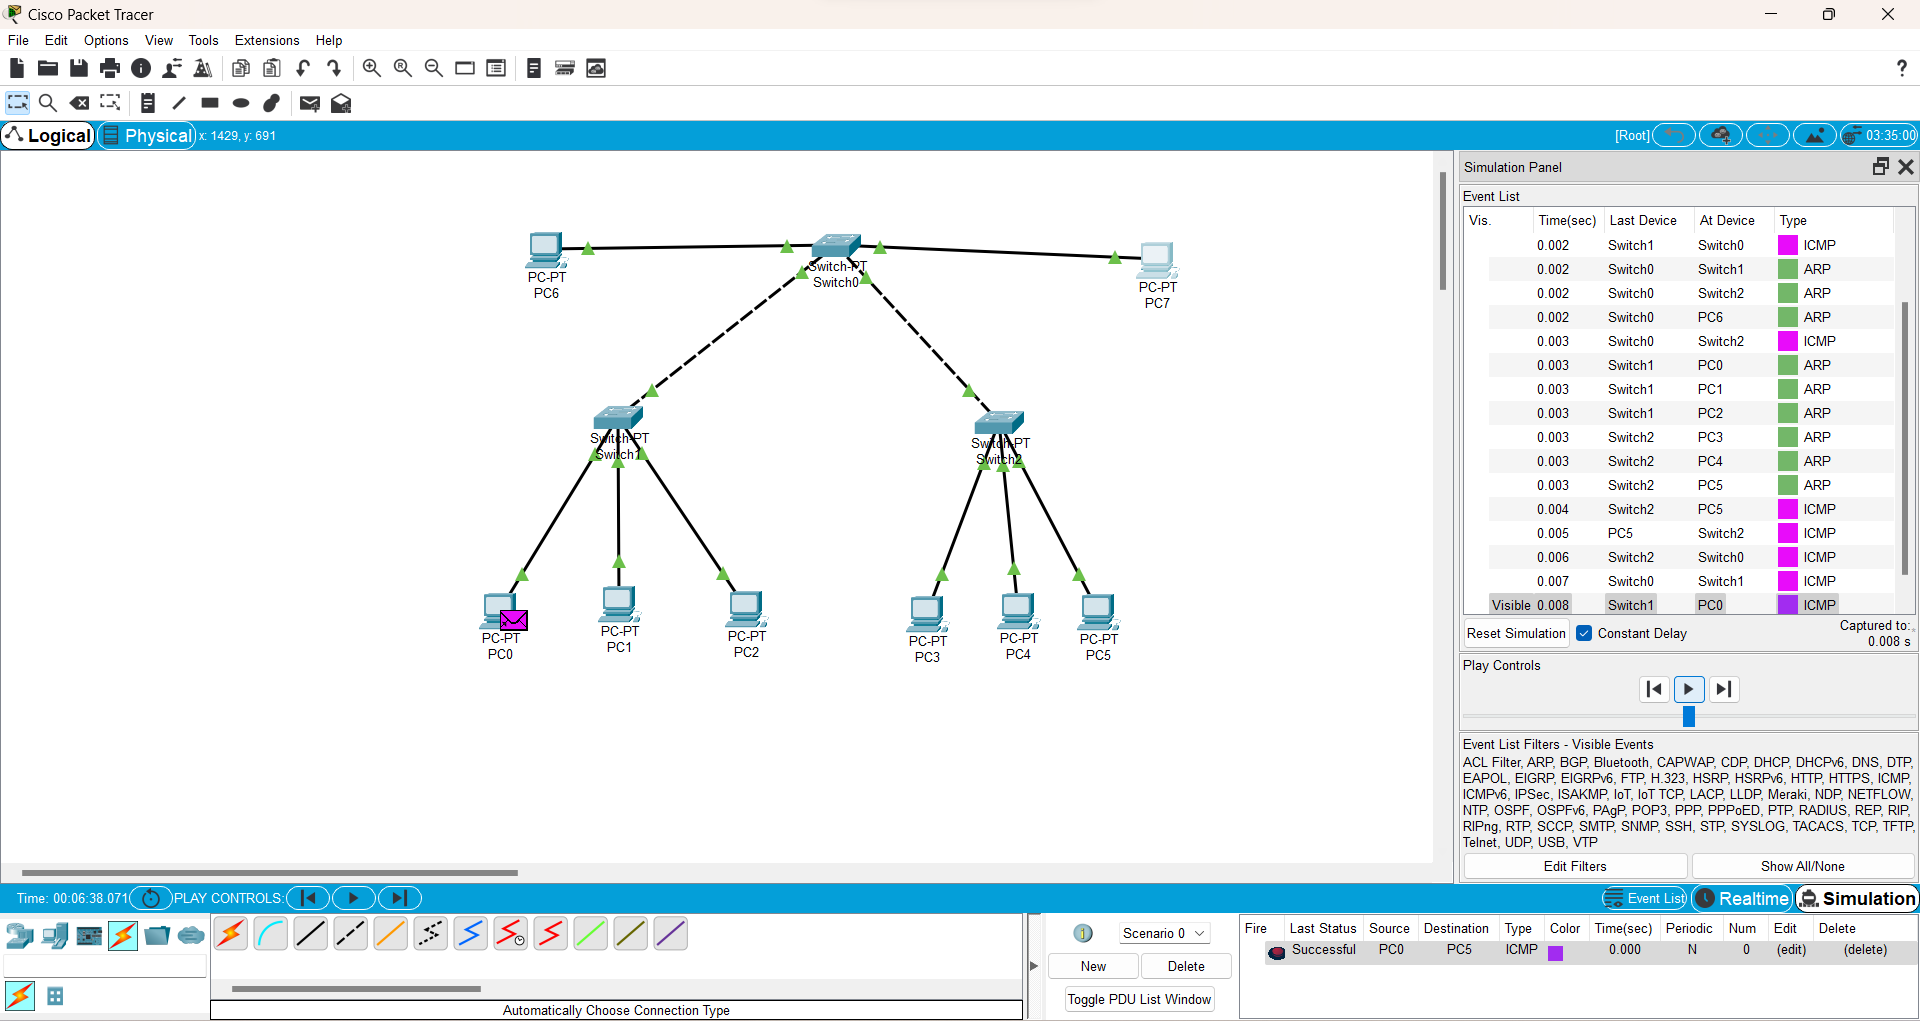 Cisco Packet Tracer
File Edit Options View Tools Extensions Help
?
Logical Physical x: 1429, y: 691 [Root] 03:35:00
PC-PT
PC6
Switch-PT
Switch0
PC-PT
PC7
Switch-PT
Switch1
Switch-PT
Switch2
PC-PT
PC0
PC-PT
PC1
PC-PT
PC2
PC-PT
PC3
PC-PT
PC4
PC-PT
PC5
Simulation Panel
Event List
Vis. Time(sec) Last Device At Device Type
0.002 Switch1 Switch0 ICMP
0.002 Switch0 Switch1 ARP
0.002 Switch0 Switch2 ARP
0.002 Switch0 PC6 ARP
0.003 Switch0 Switch2 ICMP
0.003 Switch1 PC0 ARP
0.003 Switch1 PC1 ARP
0.003 Switch1 PC2 ARP
0.003 Switch2 PC3 ARP
0.003 Switch2 PC4 ARP
0.003 Switch2 PC5 ARP
0.004 Switch2 PC5 ICMP
0.005 PC5 Switch2 ICMP
0.006 Switch2 Switch0 ICMP
0.007 Switch0 Switch1 ICMP
Visible 0.008 Switch1 PC0 ICMP
Reset Simulation Constant Delay Captured to:
0.008 s
Play Controls
Event List Filters - Visible Events
ACL Filter, ARP, BGP, Bluetooth, CAPWAP, CDP, DHCP, DHCPv6, DNS, DTP,
EAPOL, EIGRP, EIGRPv6, FTP, H.323, HSRP, HSRPv6, HTTP, HTTPS, ICMP,
ICMPv6, IPSec, ISAKMP, IoT, IoT TCP, LACP, LLDP, Meraki, NDP, NETFLOW,
NTP, OSPF, OSPFv6, PAgP, POP3, PPP, PPPoED, PTP, RADIUS, REP, RIP,
RIPng, RTP, SCCP, SMTP, SNMP, SSH, STP, SYSLOG, TACACS, TCP, TFTP,
Telnet, UDP, USB, VTP
Edit Filters Show All/None
Time: 00:06:38.071 PLAY CONTROLS: Event List Realtime Simulation
Automatically Choose Connection Type
1 Scenario 0
New Delete
Toggle PDU List Window
Fire Last Status Source Destination Type Color Time(sec) Periodic Num Edit Delete
Successful PC0 PC5 ICMP 0.000 N 0 (edit) (delete)